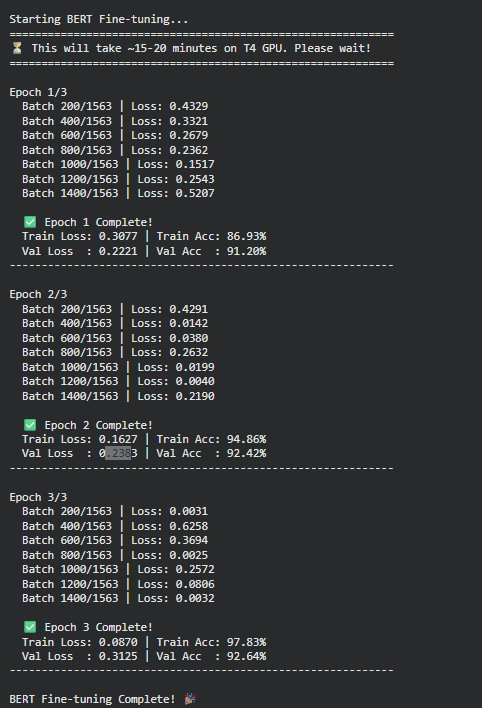 Starting BERT Fine-tuning...
============================================================
⏳ This will take ~15-20 minutes on T4 GPU. Please wait!
============================================================
Epoch 1/3
Batch 200/1563 | Loss: 0.4329
Batch 400/1563 | Loss: 0.3321
Batch 600/1563 | Loss: 0.2679
Batch 800/1563 | Loss: 0.2362
Batch 1000/1563 | Loss: 0.1517
Batch 1200/1563 | Loss: 0.2543
Batch 1400/1563 | Loss: 0.5207
✅ Epoch 1 Complete!
Train Loss: 0.3077 | Train Acc: 86.93%
Val Loss  : 0.2221 | Val Acc  : 91.20%
------------------------------------------------------------
Epoch 2/3
Batch 200/1563 | Loss: 0.4291
Batch 400/1563 | Loss: 0.0142
Batch 600/1563 | Loss: 0.0380
Batch 800/1563 | Loss: 0.2632
Batch 1000/1563 | Loss: 0.0199
Batch 1200/1563 | Loss: 0.0040
Batch 1400/1563 | Loss: 0.2190
✅ Epoch 2 Complete!
Train Loss: 0.1627 | Train Acc: 94.86%
Val Loss  : 0.2383 | Val Acc  : 92.42%
------------------------------------------------------------
Epoch 3/3
Batch 200/1563 | Loss: 0.0031
Batch 400/1563 | Loss: 0.6258
Batch 600/1563 | Loss: 0.3694
Batch 800/1563 | Loss: 0.0025
Batch 1000/1563 | Loss: 0.2572
Batch 1200/1563 | Loss: 0.0806
Batch 1400/1563 | Loss: 0.0032
✅ Epoch 3 Complete!
Train Loss: 0.0870 | Train Acc: 97.83%
Val Loss  : 0.3125 | Val Acc  : 92.64%
------------------------------------------------------------
BERT Fine-tuning Complete! 🎉